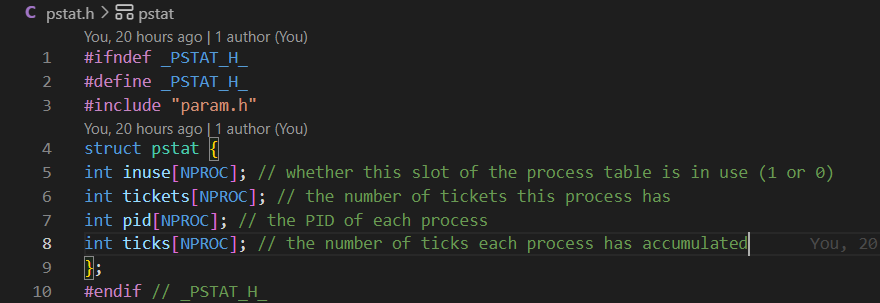 C pstat.h > pstat
You, 20 hours ago | 1 author (You)
1 #ifndef _PSTAT_H_
2 #define _PSTAT_H_
3 #include "param.h"
You, 20 hours ago | 1 author (You)
4 struct pstat {
5 int inuse[NPROC]; // whether this slot of the process table is in use (1 or 0)
6 int tickets[NPROC]; // the number of tickets this process has
7 int pid[NPROC]; // the PID of each process
8 int ticks[NPROC]; // the number of ticks each process has accumulated You, 20
9 };
10 #endif // _PSTAT_H_